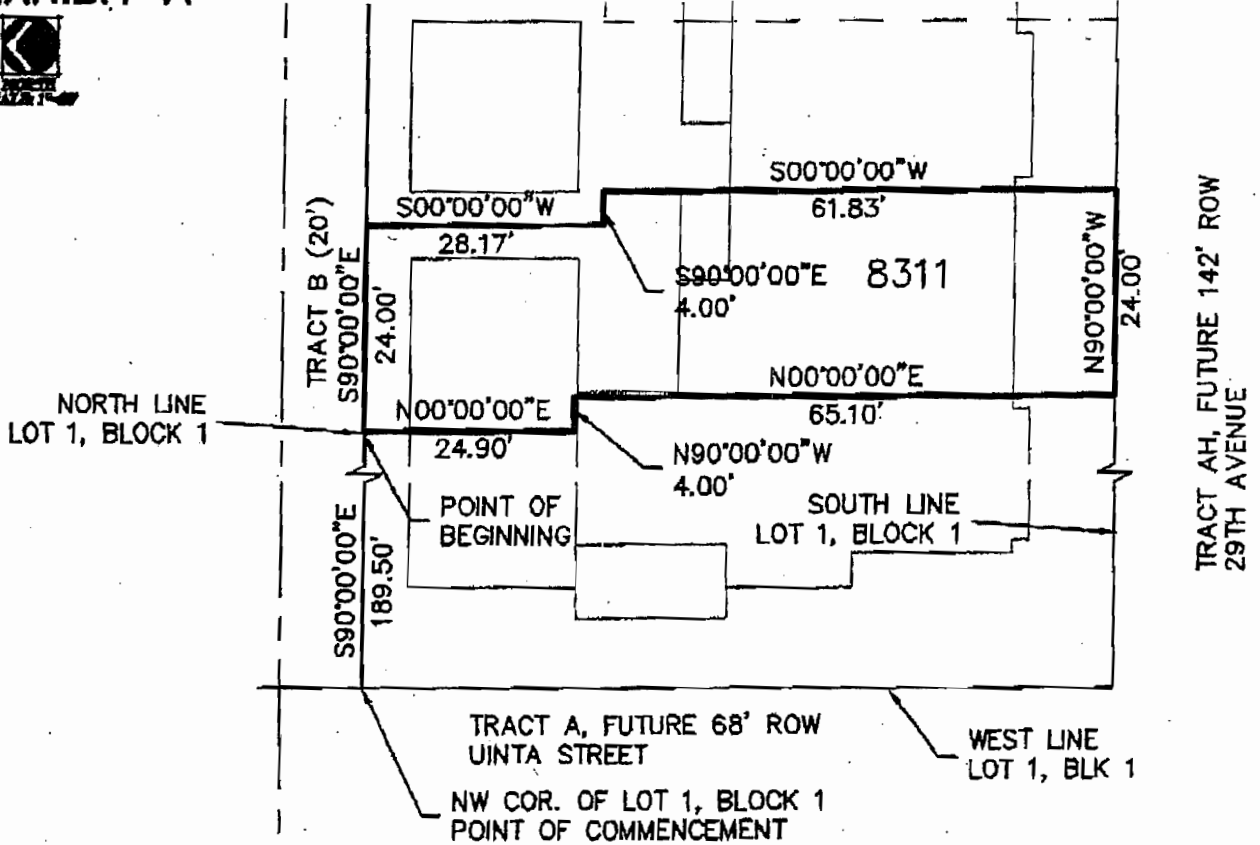 NORTH
S00°00'00"W
61.83'
S00°00'00"W
28.17'
TRACT B (20')
S90°00'00"E
24.00'
S90°00'00"E
4.00'
8311
N90°00'00"W
24.00'
TRACT AH, FUTURE 142' ROW
29TH AVENUE
NORTH LINE
LOT 1, BLOCK 1
N00°00'00"E
24.90'
N00°00'00"E
65.10'
N90°00'00"W
4.00'
POINT OF
BEGINNING
SOUTH LINE
LOT 1, BLOCK 1
S90°00'00"E
189.50'
TRACT A, FUTURE 68' ROW
UINTA STREET
WEST LINE
LOT 1, BLK 1
NW COR. OF LOT 1, BLOCK 1
POINT OF COMMENCEMENT